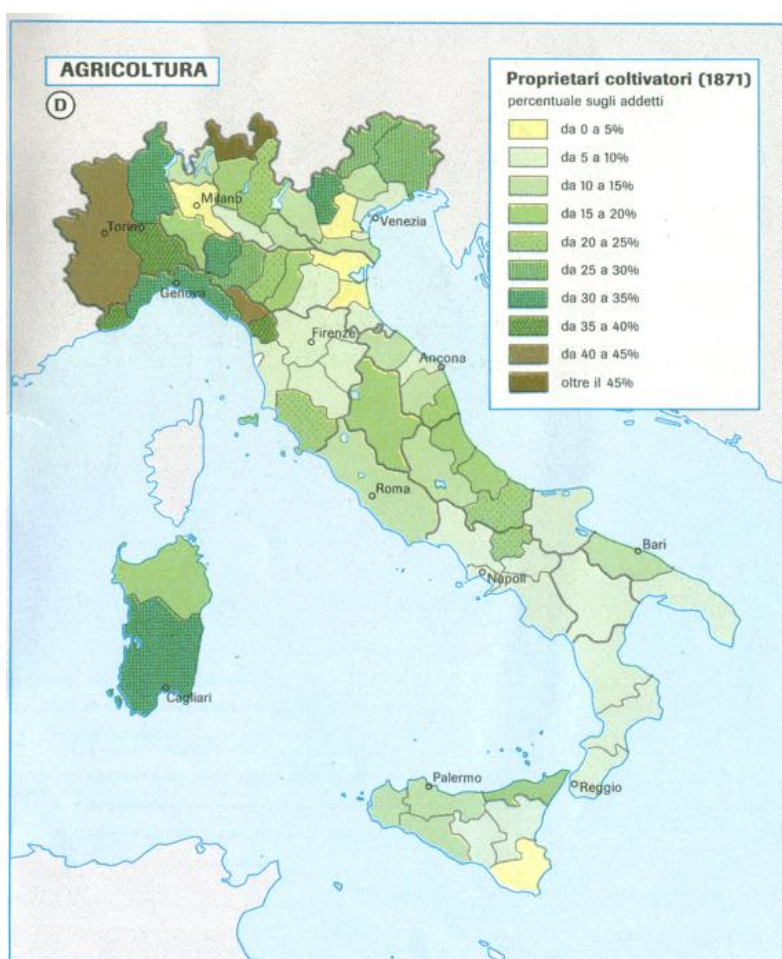 AGRICOLTURA
D
Proprietari coltivatori (1871)
percentuale sugli addetti
da 0 a 5%
da 5 a 10%
da 10 a 15%
da 15 a 20%
da 20 a 25%
da 25 a 30%
da 30 a 35%
da 35 a 40%
da 40 a 45%
oltre il 45%
Milano
Torino
Venezia
Genova
Firenze
Ancona
Roma
Bari
Napoli
Cagliari
Palermo
Reggio